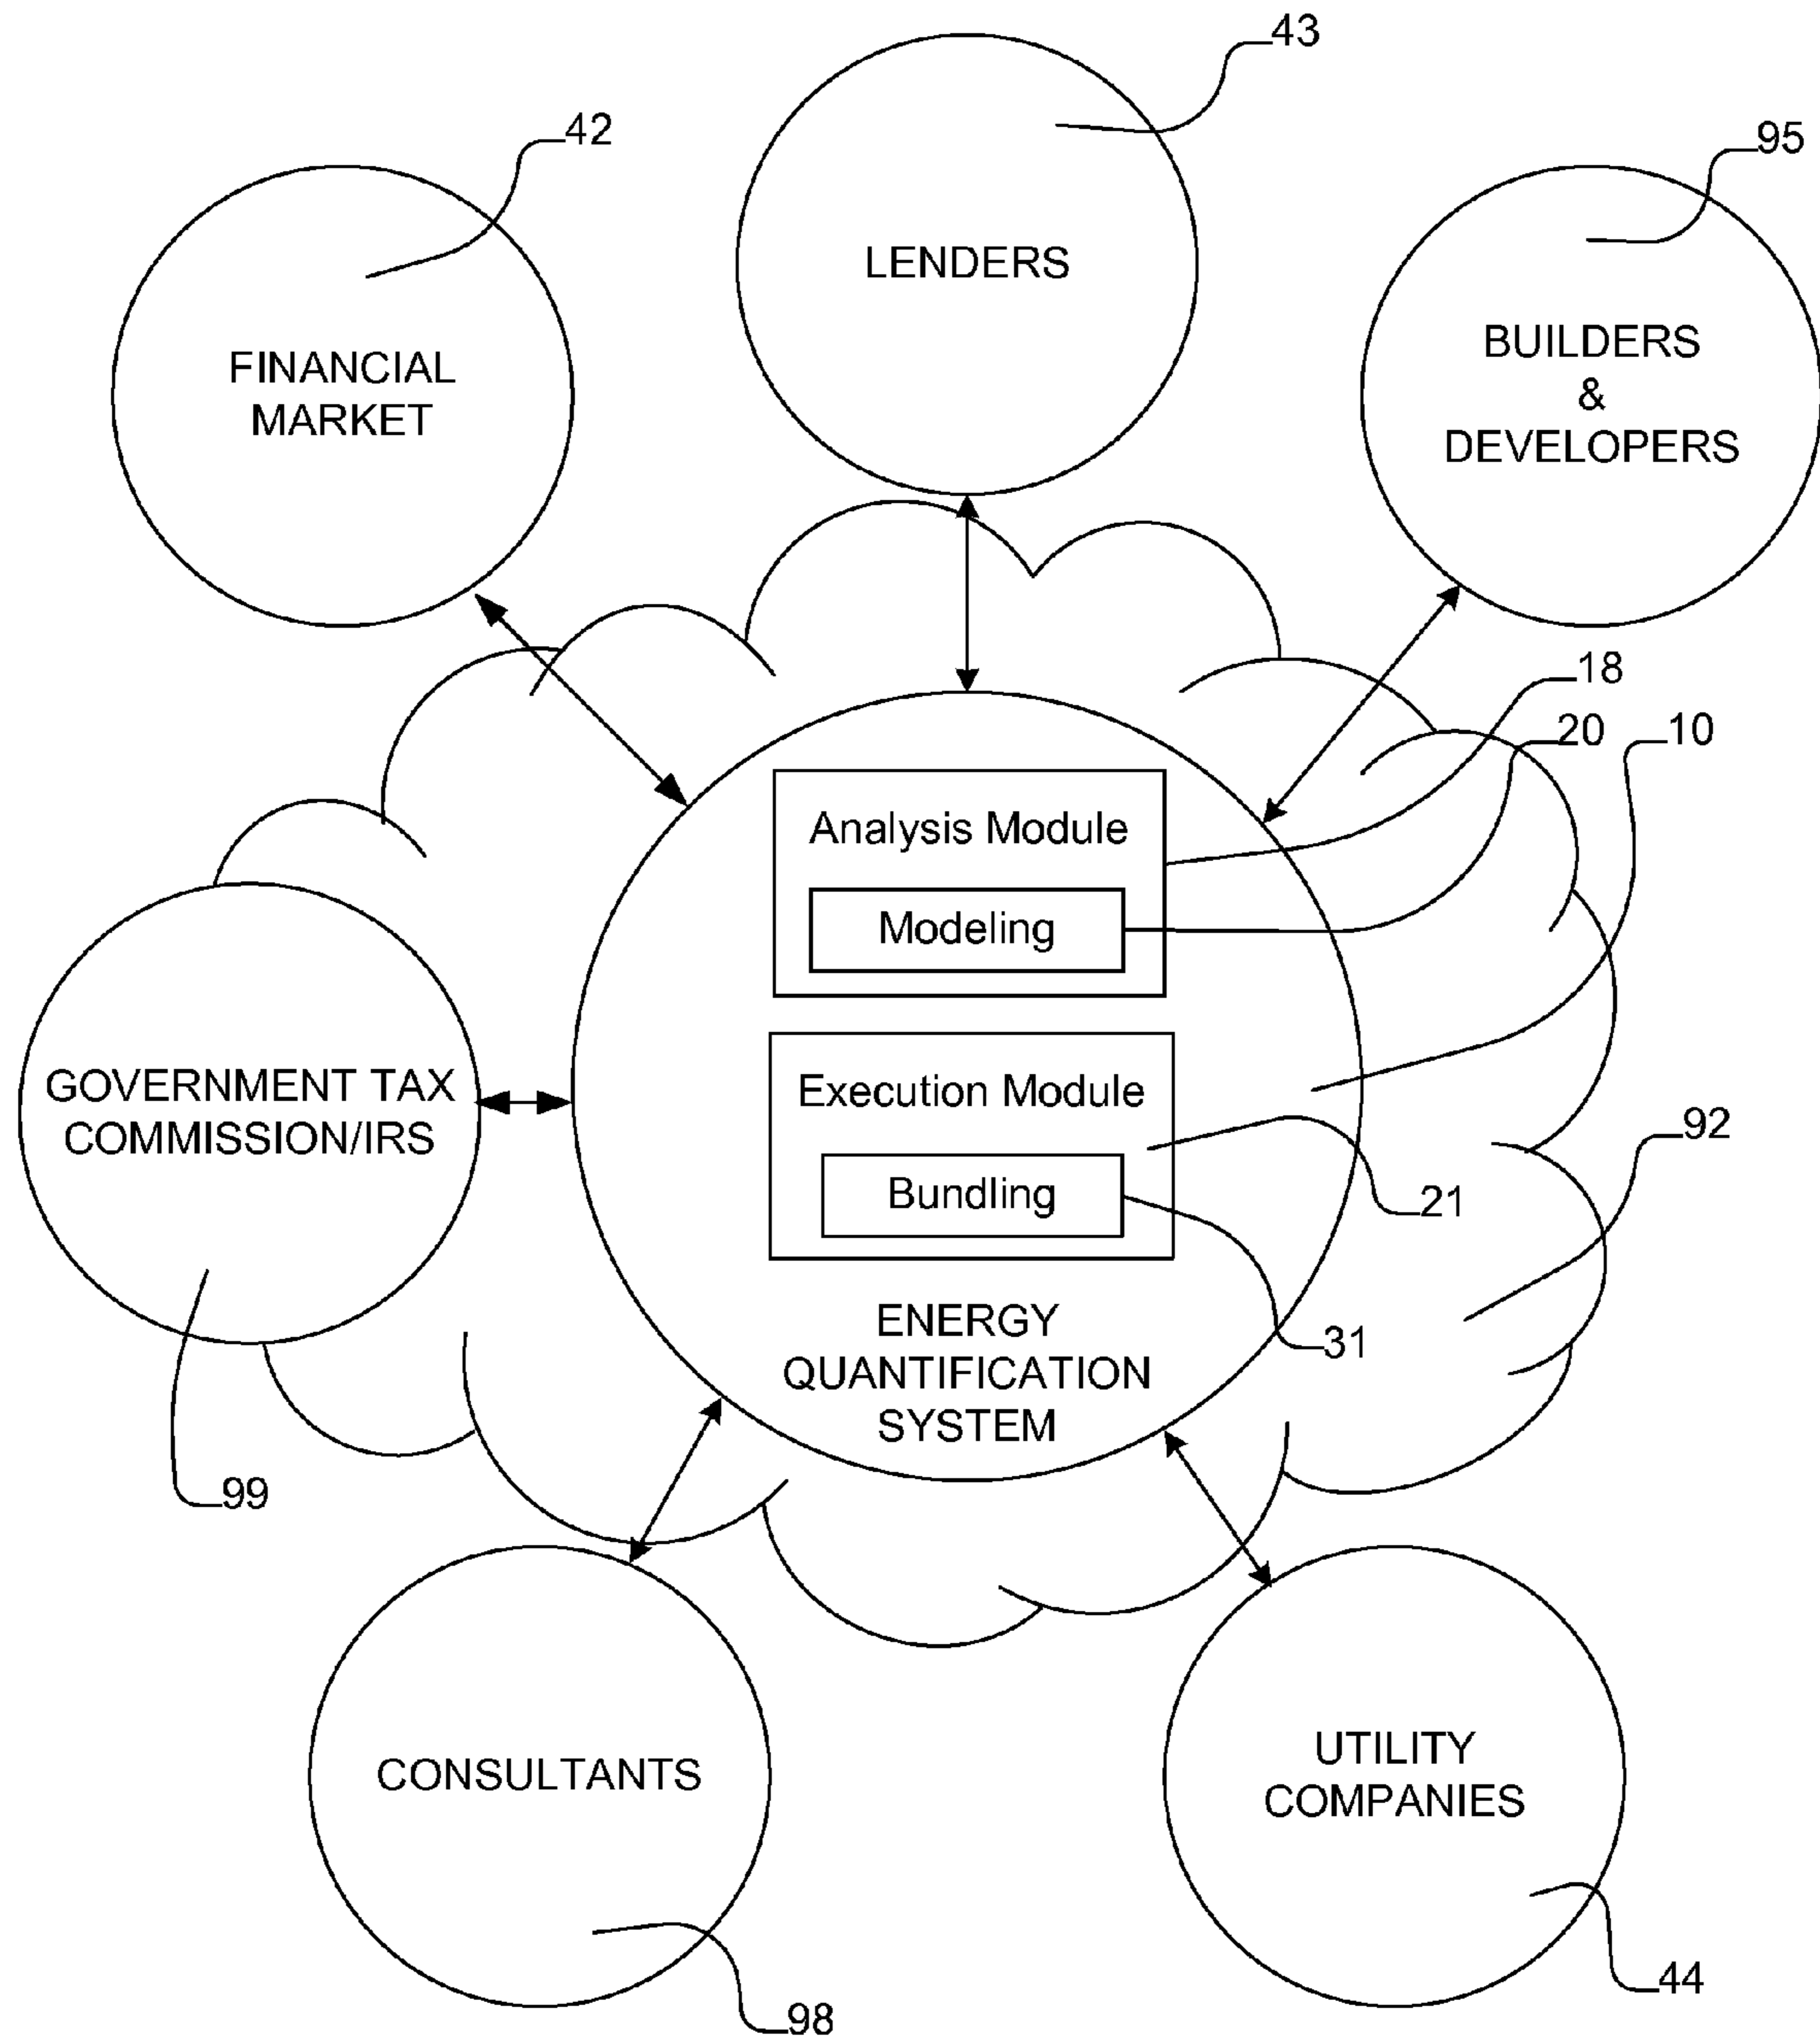 43
42
95
LENDERS
FINANCIAL
MARKET
BUILDERS
&
DEVELOPERS
18
20
10
Analysis Module
Modeling
GOVERNMENT TAX
COMMISSION/IRS
Execution Module
Bundling
92
21
31
ENERGY
QUANTIFICATION
SYSTEM
99
CONSULTANTS
UTILITY
COMPANIES
44
98